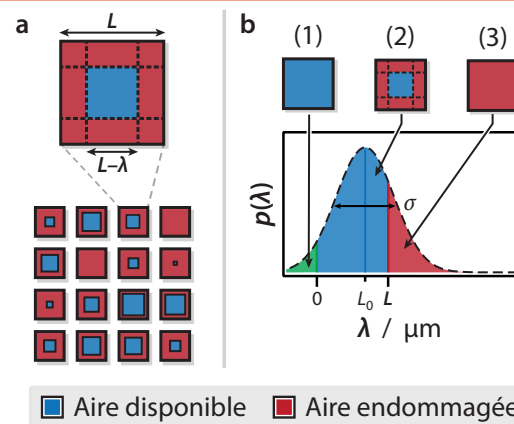 a
L
L–λ
b
(1)
(2)
(3)
p(λ)
σ
0
L₀
L
λ / μm
Aire disponible
Aire endommagée